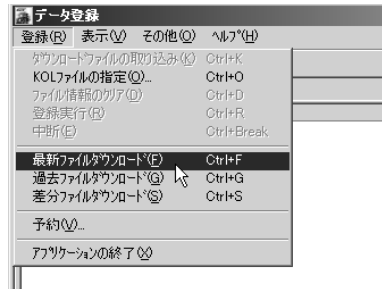 データ登録
登録(R) 表示(V) その他(O) ヘルプ(H)
ダウンロードファイルの取り込み(K) Ctrl+K
KOLファイルの指定(O)... Ctrl+O
ファイル情報のクリア(D) Ctrl+D
登録実行(R) Ctrl+R
中断(E) Ctrl+Break
最新ファイルダウンロード(F) Ctrl+F
過去ファイルダウンロード(G) Ctrl+G
差分ファイルダウンロード(S) Ctrl+S
予約(V)...
アプリケーションの終了(X)